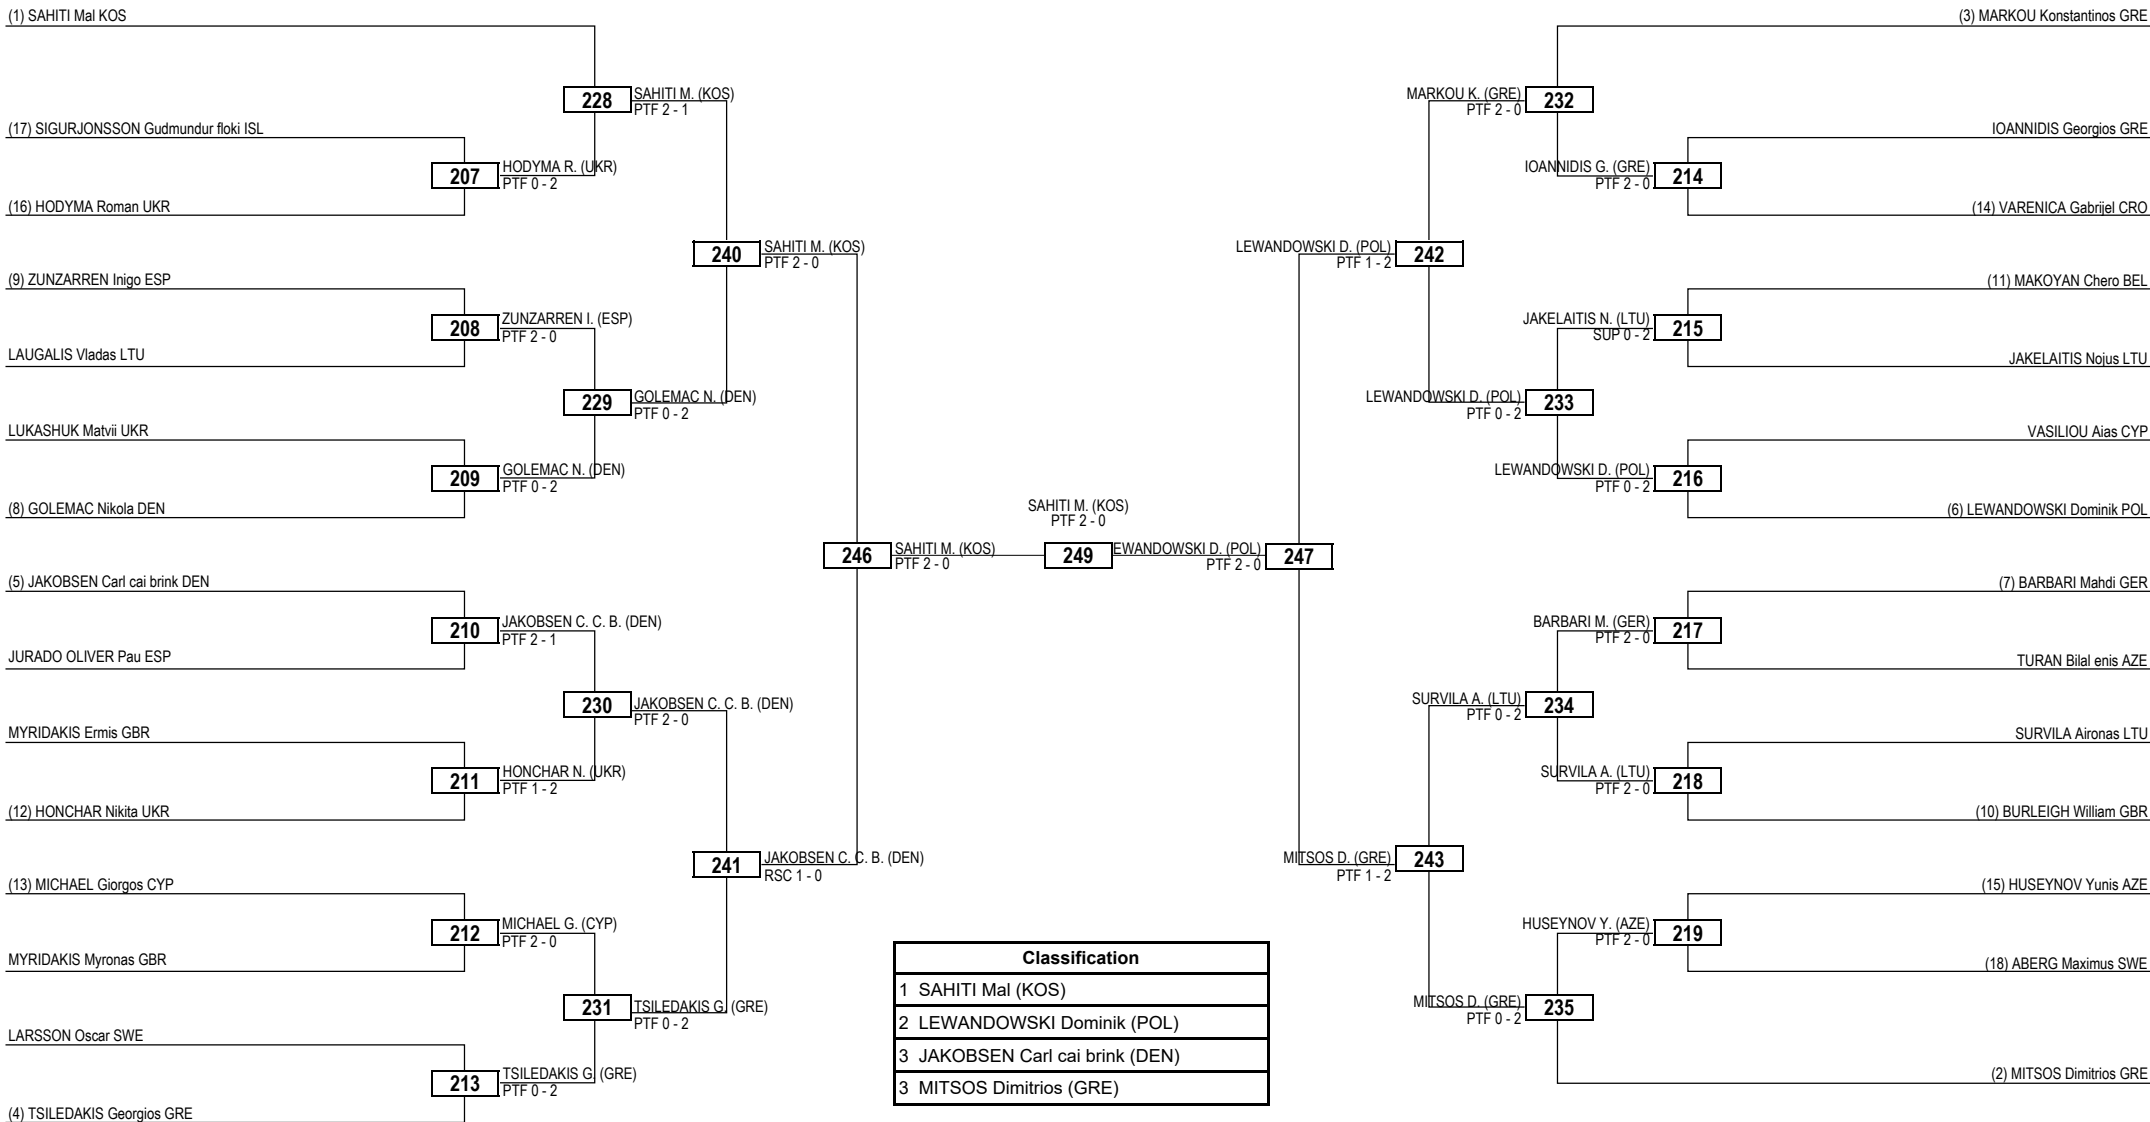 (1) SAHITI Mal KOS
(17) SIGURJONSSON Gudmundur floki ISL
(16) HODYMA Roman UKR
(9) ZUNZARREN Inigo ESP
LAUGALIS Vladas LTU
LUKASHUK Matvii UKR
(8) GOLEMAC Nikola DEN
(5) JAKOBSEN Carl cai brink DEN
JURADO OLIVER Pau ESP
MYRIDAKIS Ermis GBR
(12) HONCHAR Nikita UKR
(13) MICHAEL Giorgos CYP
MYRIDAKIS Myronas GBR
LARSSON Oscar SWE
(4) TSILEDAKIS Georgios GRE
207
HODYMA R. (UKR)
PTF 0 - 2
208
ZUNZARREN I. (ESP)
PTF 2 - 0
209
GOLEMAC N. (DEN)
PTF 0 - 2
210
JAKOBSEN C. C. B. (DEN)
PTF 2 - 1
211
HONCHAR N. (UKR)
PTF 1 - 2
212
MICHAEL G. (CYP)
PTF 2 - 0
213
TSILEDAKIS G. (GRE)
PTF 0 - 2
228
SAHITI M. (KOS)
PTF 2 - 1
229
GOLEMAC N. (DEN)
PTF 0 - 2
230
JAKOBSEN C. C. B. (DEN)
PTF 2 - 0
231
TSILEDAKIS G. (GRE)
PTF 0 - 2
240
SAHITI M. (KOS)
PTF 2 - 0
241
JAKOBSEN C. C. B. (DEN)
RSC 1 - 0
246
SAHITI M. (KOS)
PTF 2 - 0
SAHITI M. (KOS)
PTF 2 - 0
249
EWANDOWSKI D. (POL)
PTF 2 - 0
247
LEWANDOWSKI D. (POL)
PTF 1 - 2
242
MITSOS D. (GRE)
PTF 1 - 2
243
MARKOU K. (GRE)
PTF 2 - 0
232
LEWANDOWSKI D. (POL)
PTF 0 - 2
233
SURVILA A. (LTU)
PTF 0 - 2
234
MITSOS D. (GRE)
PTF 0 - 2
235
IOANNIDIS G. (GRE)
PTF 2 - 0
214
JAKELAITIS N. (LTU)
SUP 0 - 2
215
LEWANDOWSKI D. (POL)
PTF 0 - 2
216
BARBARI M. (GER)
PTF 2 - 0
217
SURVILA A. (LTU)
PTF 2 - 0
218
HUSEYNOV Y. (AZE)
PTF 2 - 0
219
(3) MARKOU Konstantinos GRE
IOANNIDIS Georgios GRE
(14) VARENICA Gabrijel CRO
(11) MAKOYAN Chero BEL
JAKELAITIS Nojus LTU
VASILIOU Aias CYP
(6) LEWANDOWSKI Dominik POL
(7) BARBARI Mahdi GER
TURAN Bilal enis AZE
SURVILA Aironas LTU
(10) BURLEIGH William GBR
(15) HUSEYNOV Yunis AZE
(18) ABERG Maximus SWE
(2) MITSOS Dimitrios GRE
Classification
1 SAHITI Mal (KOS)
2 LEWANDOWSKI Dominik (POL)
3 JAKOBSEN Carl cai brink (DEN)
3 MITSOS Dimitrios (GRE)